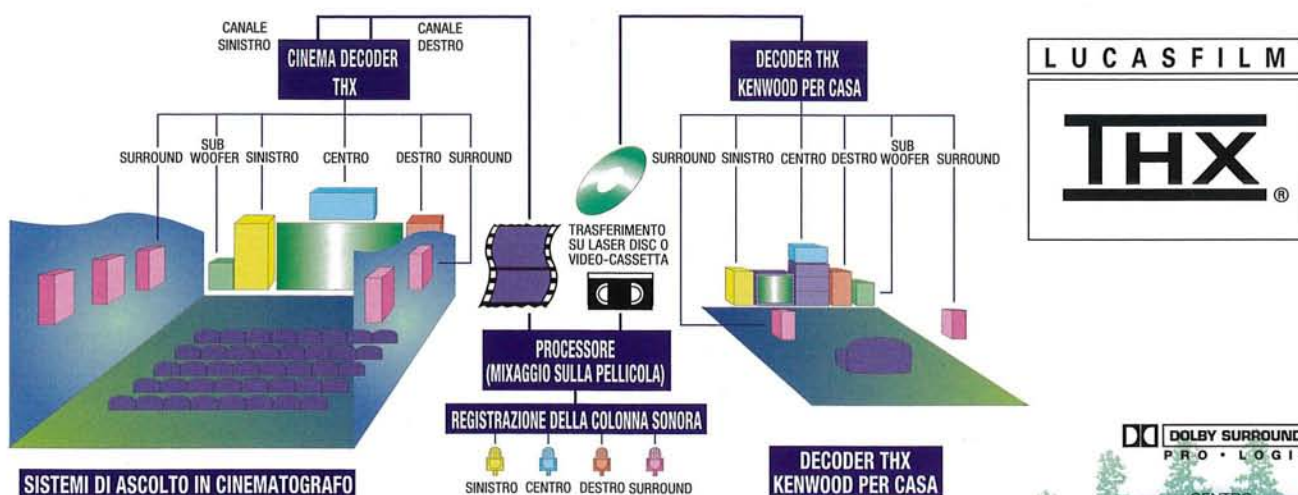 CANALE
SINISTRO
CANALE
DESTRO
CINEMA DECODER
THX
SURROUND
SUB
WOOFER
SINISTRO
CENTRO
DESTRO
SURROUND
DECODER THX
KENWOOD PER CASA
SURROUND
SINISTRO
CENTRO
DESTRO
SUB
WOOFER
SURROUND
LUCASFILM
THX®
TRASFERIMENTO
SU LASER DISC O
VIDEO-CASSETTA
PROCESSORE
(MIXAGGIO SULLA PELLICOLA)
REGISTRAZIONE DELLA COLONNA SONORA
SINISTRO CENTRO DESTRO SURROUND
SISTEMI DI ASCOLTO IN CINEMATOGRAFO
DECODER THX
KENWOOD PER CASA
DOLBY SURROUND
PRO • LOGI